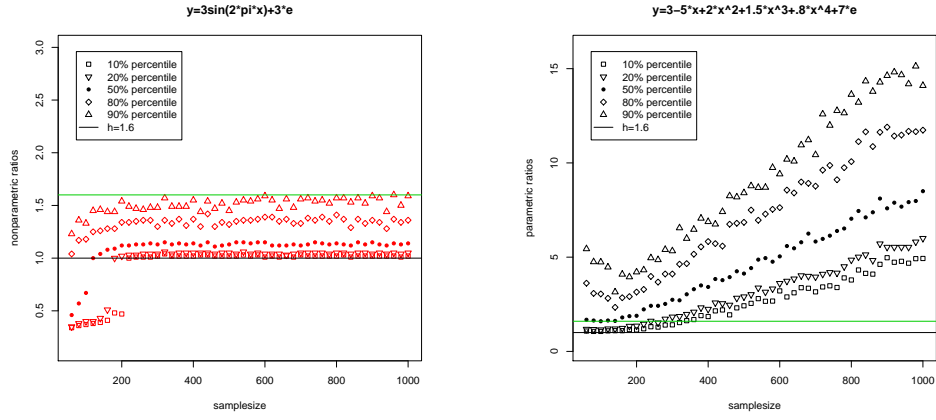 y=3sin(2*pi*x)+3*e
nonparametric ratios
3.0
2.5
2.0
1.5
1.0
0.5
10% percentile
20% percentile
50% percentile
80% percentile
90% percentile
h=1.6
200
400
600
800
1000
samplesize
y=3−5*x+2*x^2+1.5*x^3+.8*x^4+7*e
parametric ratios
15
10
5
0
10% percentile
20% percentile
50% percentile
80% percentile
90% percentile
h=1.6
200
400
600
800
1000
samplesize